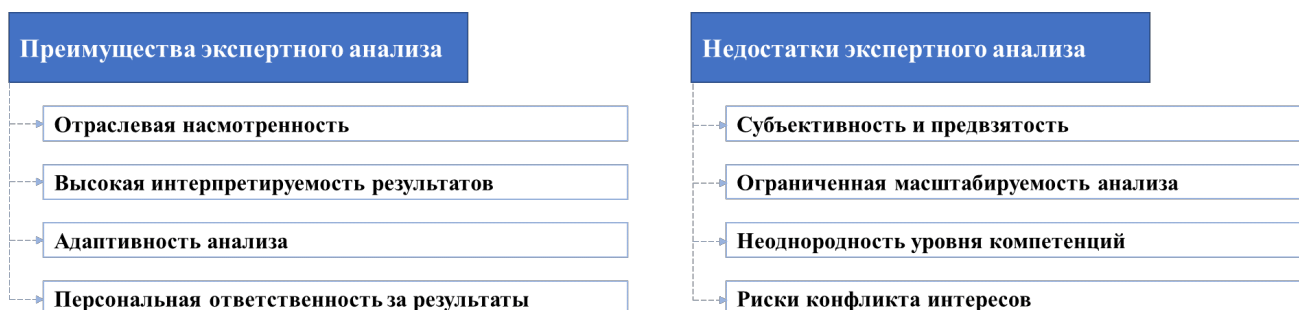 Преимущества экспертного анализа
Отраслевая насмотренность
Высокая интерпретируемость результатов
Адаптивность анализа
Персональная ответственность за результаты
Недостатки экспертного анализа
Субъективность и предвзятость
Ограниченная масштабируемость анализа
Неоднородность уровня компетенций
Риски конфликта интересов